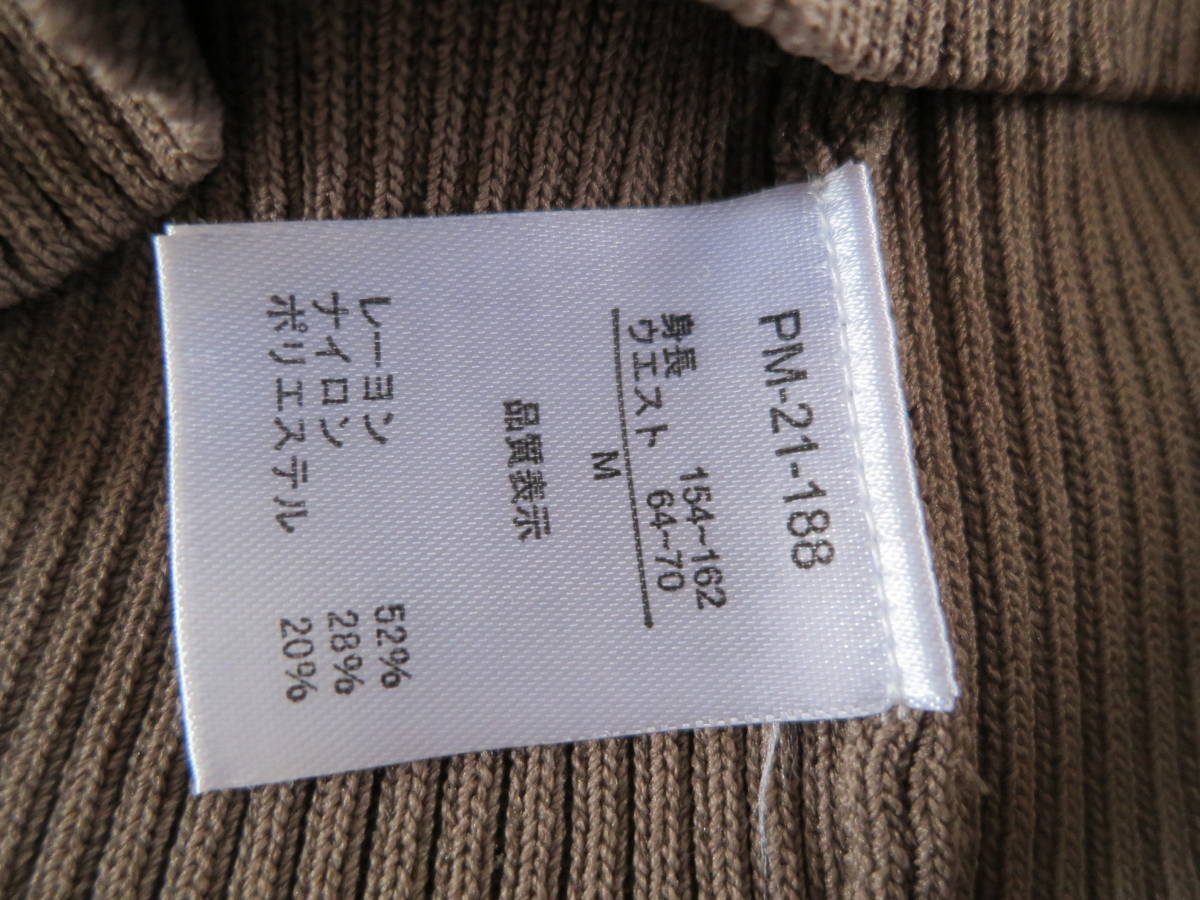 PM-21-188
身長 154~162
ウエスト 64~70
M
品質表示
レーヨン 52%
ナイロン 28%
ポリエステル 20%